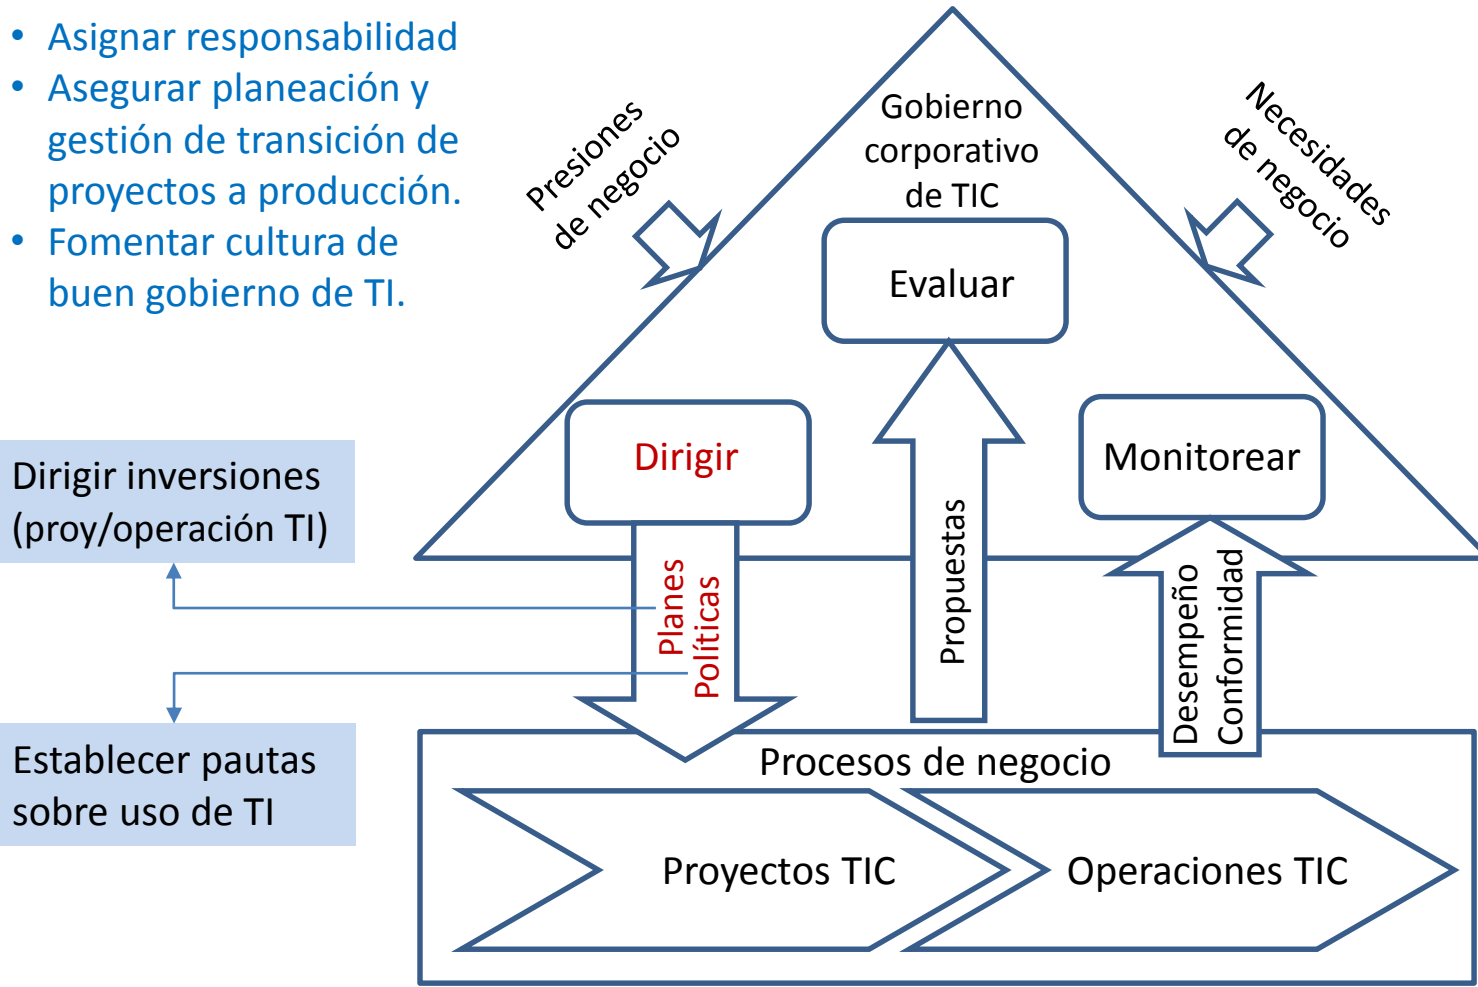 • Asignar responsabilidad
• Asegurar planeación y
gestión de transición de
proyectos a producción.
• Fomentar cultura de
buen gobierno de TI.
Presiones
de negocio
Gobierno
corporativo
de TIC
Necesidades
de negocio
Evaluar
Dirigir
Monitorear
Dirigir inversiones
(proy/operación TI)
Planes
Políticas
Propuestas
Desempeño
Conformidad
Establecer pautas
sobre uso de TI
Procesos de negocio
Proyectos TIC
Operaciones TIC